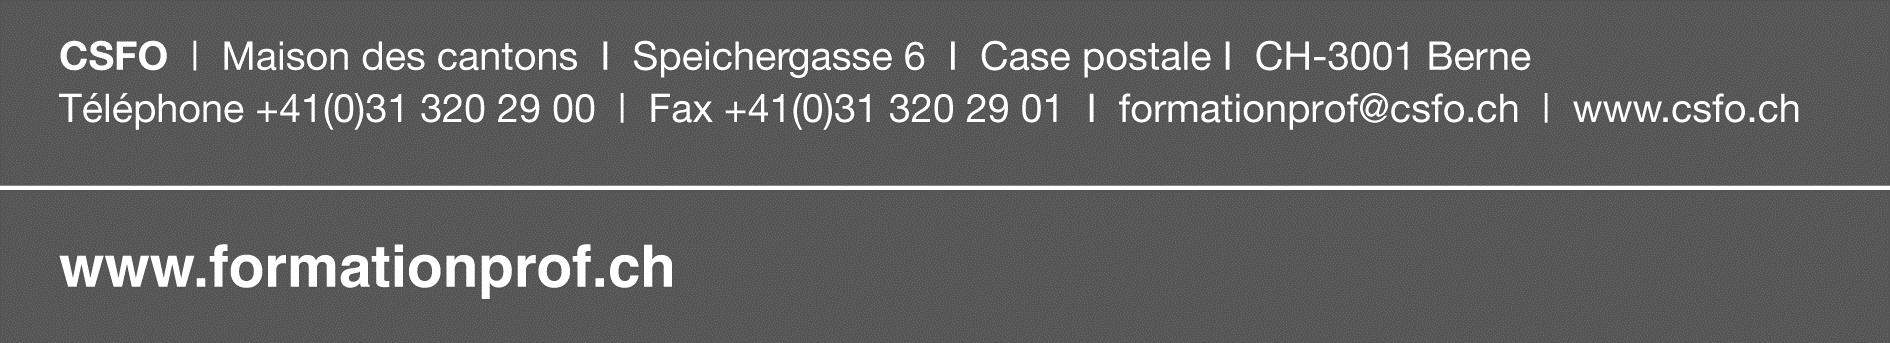 CSFO | Maison des cantons I Speichergasse 6 I Case postale I CH-3001 Berne
Téléphone +41(0)31 320 29 00 | Fax +41(0)31 320 29 01 I formationprof@csfo.ch | www.csfo.ch
www.formationprof.ch